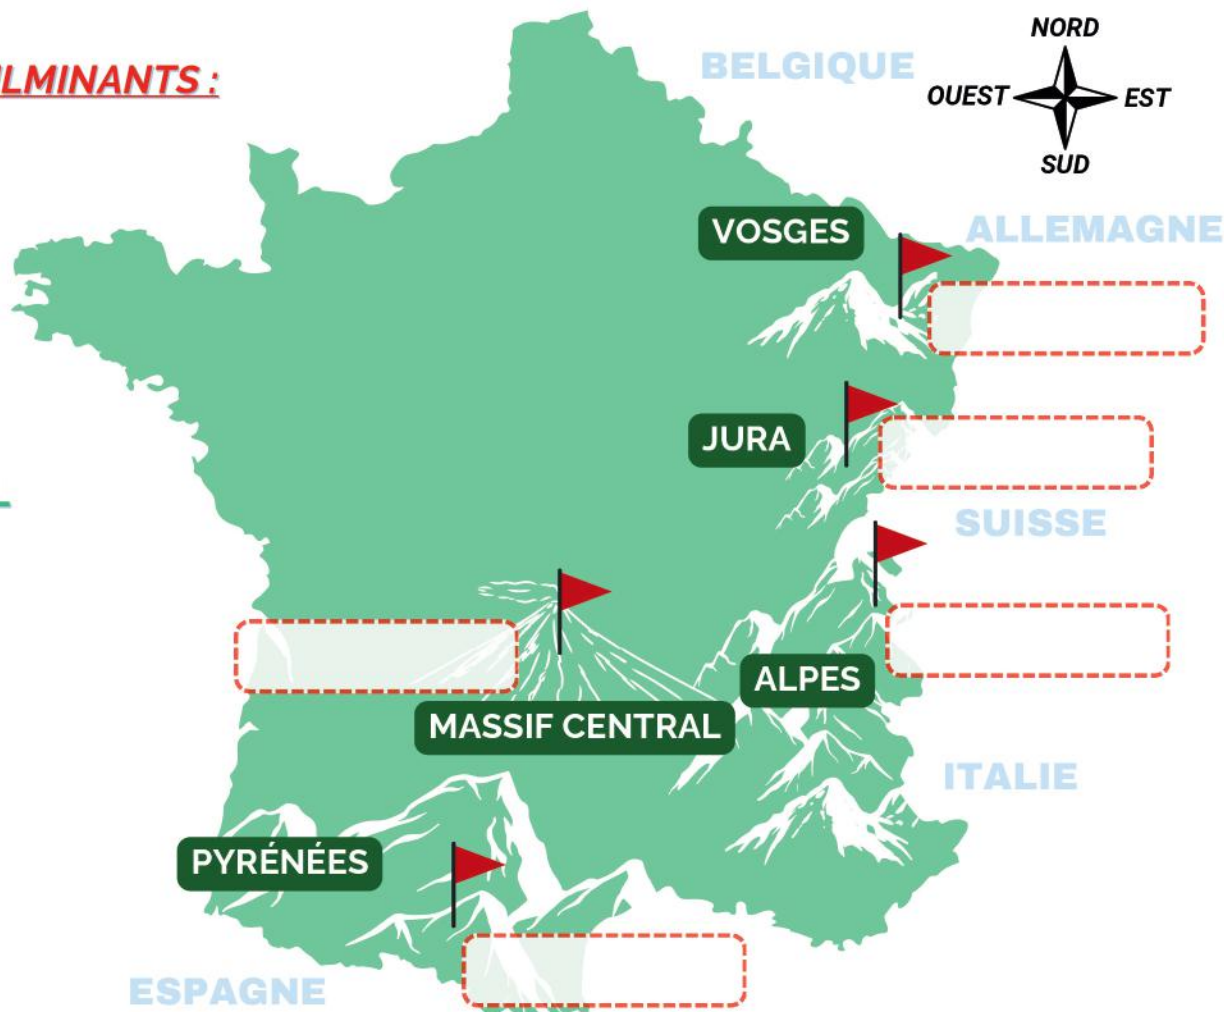 NORD
BELGIQUE
LMINANTS :
OUEST
EST
SUD
VOSGES
ALLEMAGNE
JURA
SUISSE
ALPES
MASSIF CENTRAL
ITALIE
PYRÉNÉES
ESPAGNE